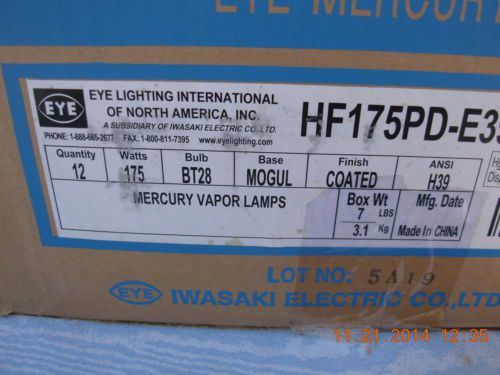 EYE MERCURY
EYE
EYE LIGHTING INTERNATIONAL
OF NORTH AMERICA, INC.
A SUBSIDIARY OF IWASAKI ELECTRIC CO.,LTD.
PHONE: 1-888-665-2677 FAX: 1-800-811-7395 www.eyelighting.com
HF175PD-E39
Quantity Watts Bulb Base Finish ANSI
12 175 BT28 MOGUL COATED H39
MERCURY VAPOR LAMPS
Box Wt Mfg. Date
7 LBS
3.1 Kg Made in CHINA
LOT NO: 5A19
EYE IWASAKI ELECTRIC CO.,LTD
11.21.2014 12:35